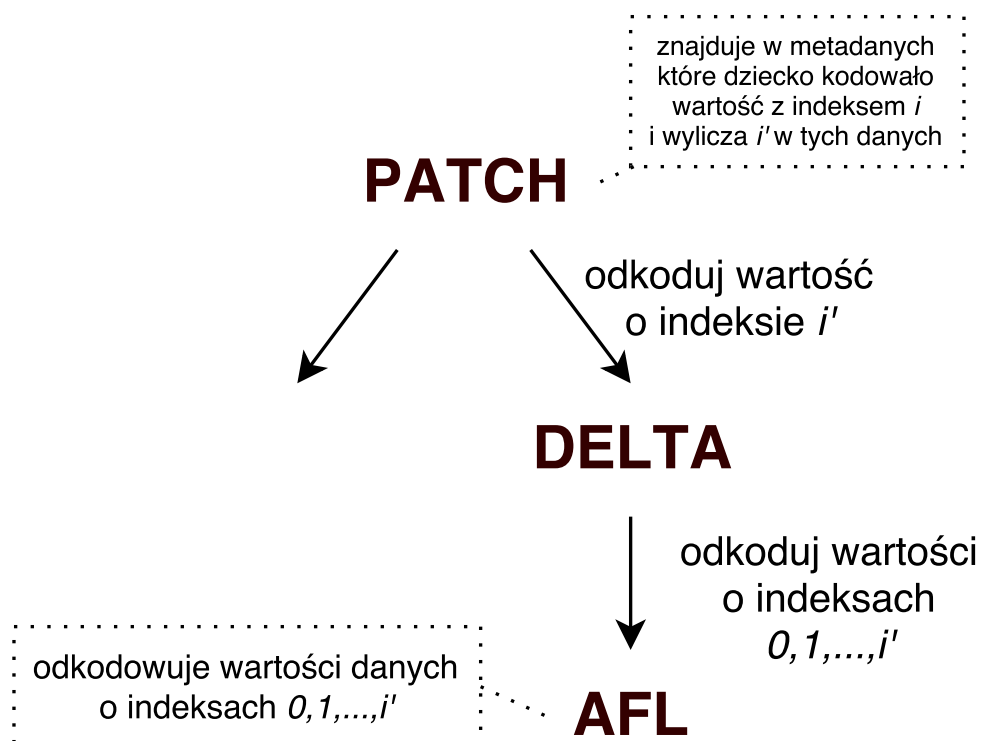 znajduje w metadanych
które dziecko kodowało
wartość z indeksem i
i wylicza i' w tych danych
PATCH
odkoduj wartość
o indeksie i'
DELTA
odkoduj wartości
o indeksach
0,1,...,i'
odkodowuje wartości danych
o indeksach 0,1,...,i'
AFL